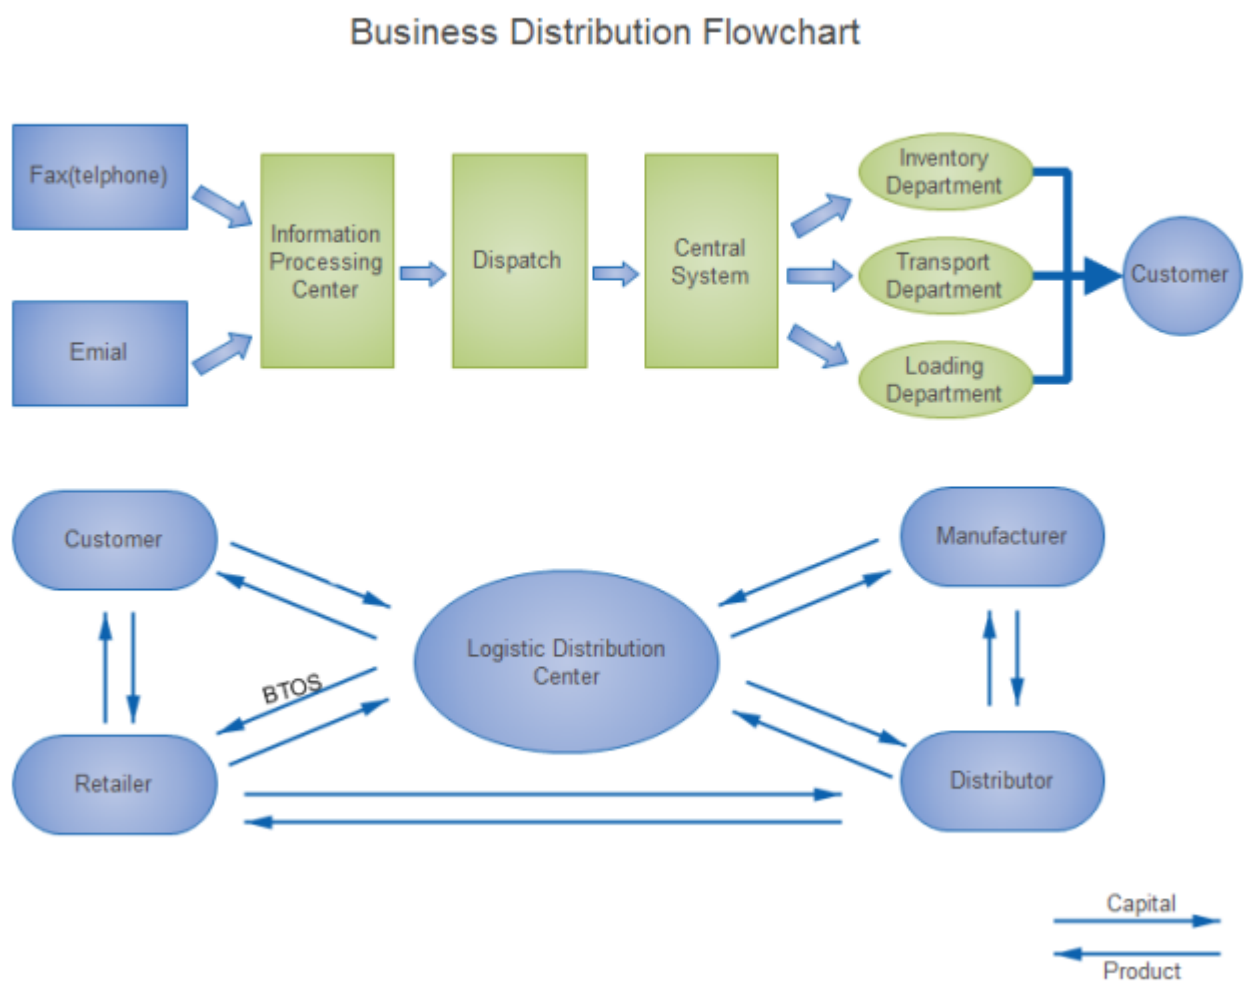 Business Distribution Flowchart
Fax(telphone)
Emial
Information
Processing
Center
Dispatch
Central
System
Inventory
Department
Transport
Department
Loading
Department
Customer
Customer
Manufacturer
Logistic Distribution
Center
BTOS
Retailer
Distributor
Capital
Product